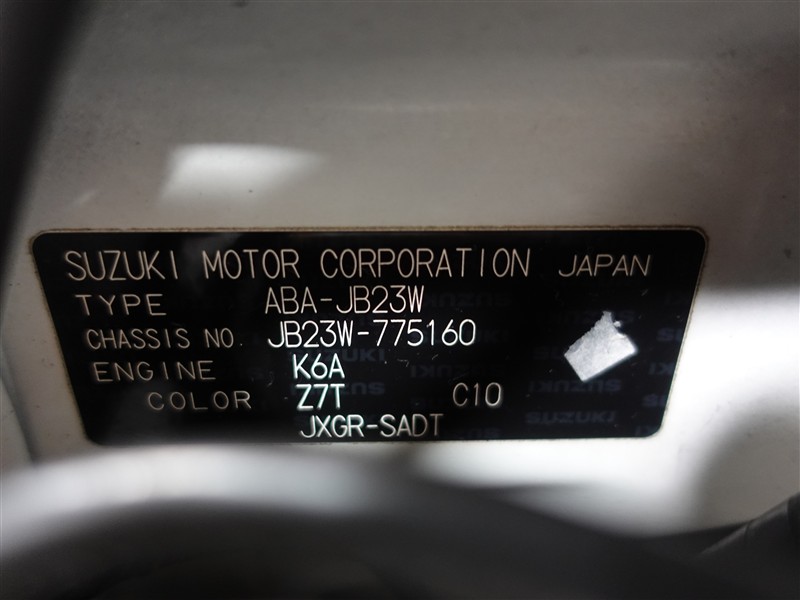 SUZUKI MOTOR CORPORATION JAPAN
TYPE ABA-JB23W
CHASSIS NO. JB23W-775160
ENGINE K6A
COLOR Z7T C10
JXGR-SADT